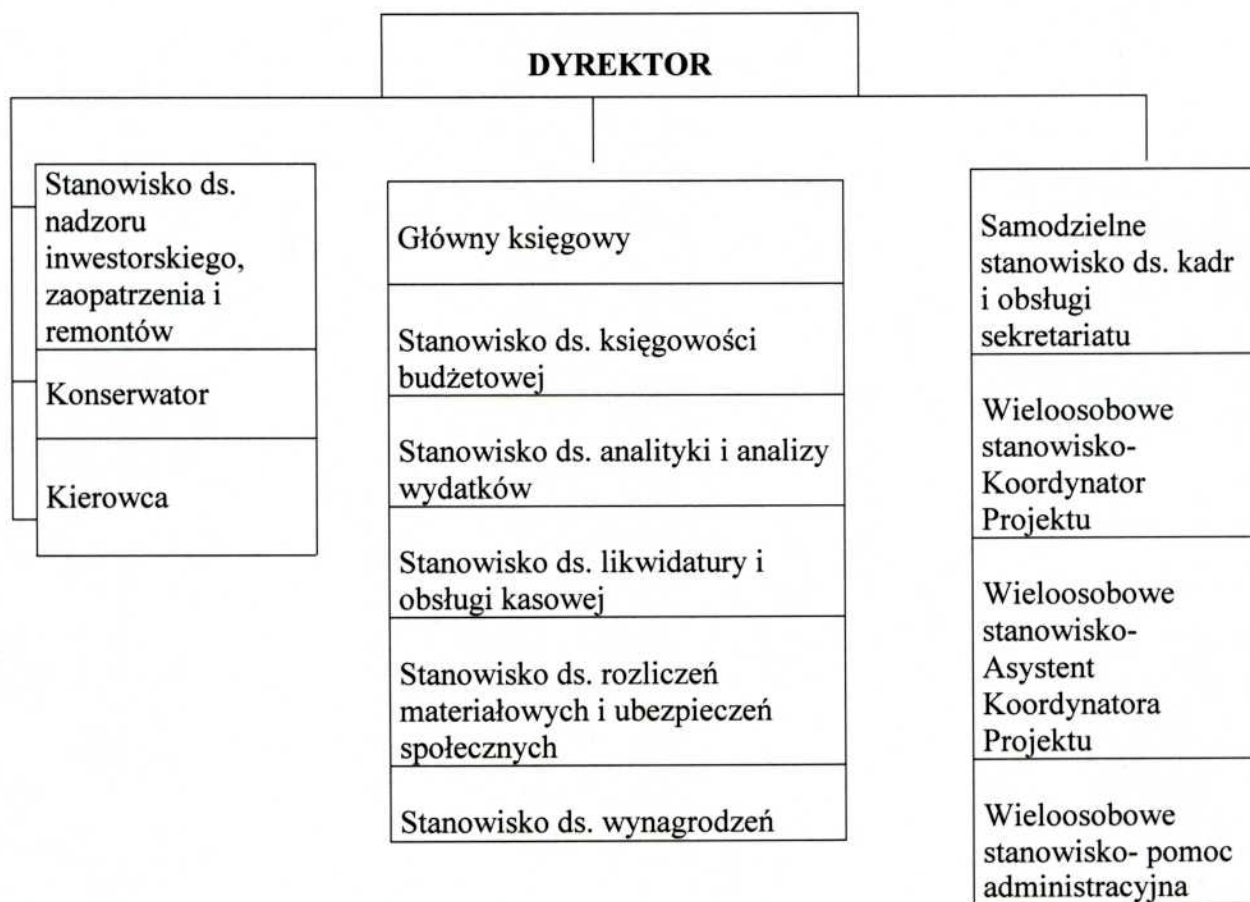 DYREKTOR
Stanowisko ds.
nadzoru
inwestorskiego,
zaopatrzenia i
remontów
Konserwator
Kierowca
Główny księgowy
Stanowisko ds. księgowości
budżetowej
Stanowisko ds. analityki i analizy
wydatków
Stanowisko ds. likwidatury i
obsługi kasowej
Stanowisko ds. rozliczeń
materiałowych i ubezpieczeń
społecznych
Stanowisko ds. wynagrodzeń
Samodzielne
stanowisko ds. kadr
i obsługi
sekretariatu
Wieloosobowe
stanowisko-
Koordynator
Projektu
Wieloosobowe
stanowisko-
Asystent
Koordynatora
Projektu
Wieloosobowe
stanowisko- pomoc
administracyjna